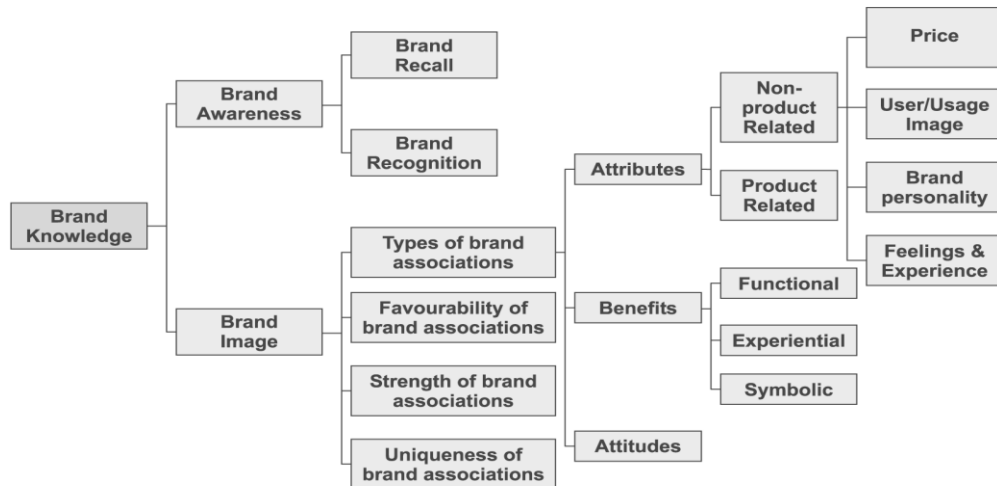 Brand
Knowledge
Brand
Awareness
Brand
Image
Brand
Recall
Brand
Recognition
Types of brand
associations
Favourability of
brand associations
Strength of brand
associations
Uniqueness of
brand associations
Attributes
Benefits
Attitudes
Non-
product
Related
Product
Related
Functional
Experiential
Symbolic
Price
User/Usage
Image
Brand
personality
Feelings &
Experience